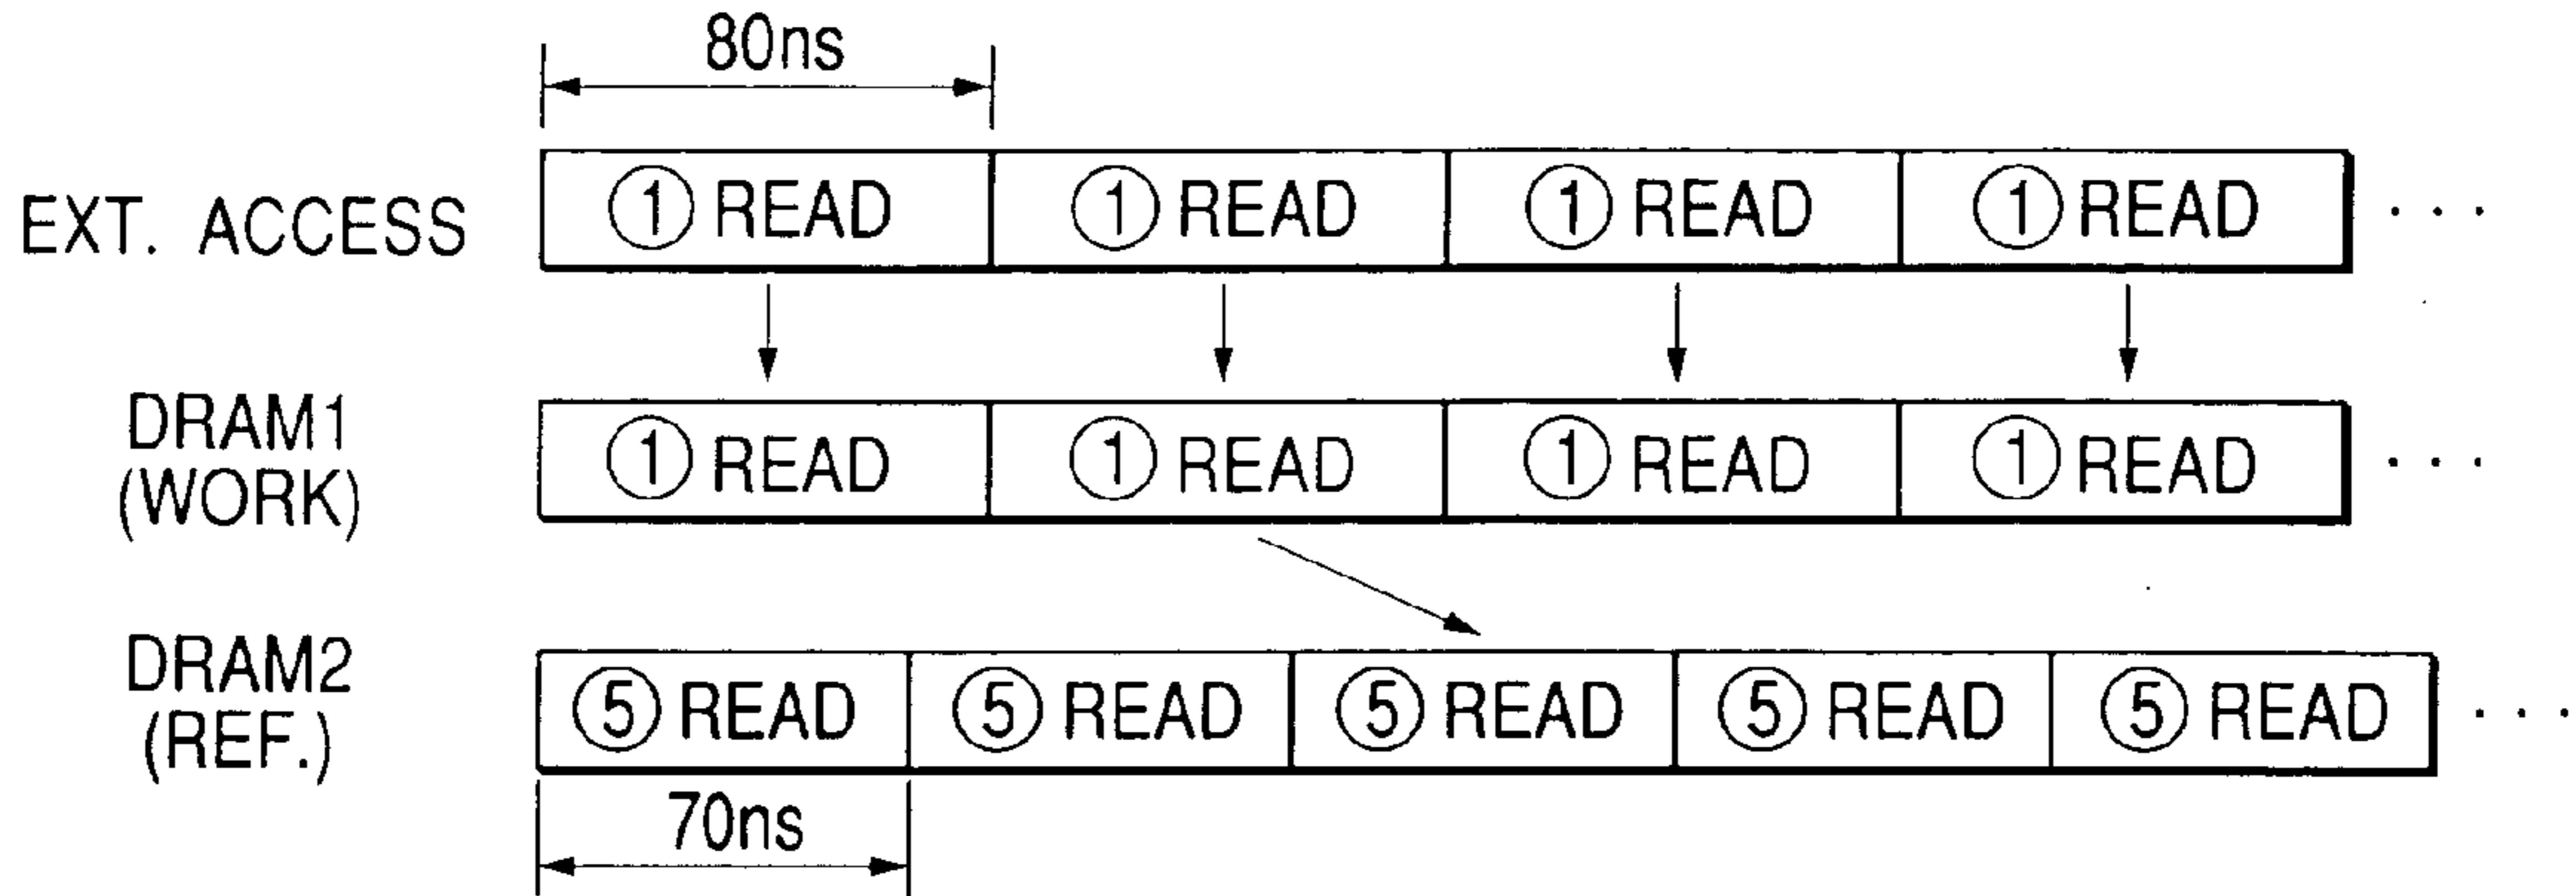 80ns
EXT. ACCESS ① READ ① READ ① READ ① READ ···
DRAM1
(WORK) ① READ ① READ ① READ ① READ ···
DRAM2
(REF.) ⑤ READ ⑤ READ ⑤ READ ⑤ READ ⑤ READ ···
70ns